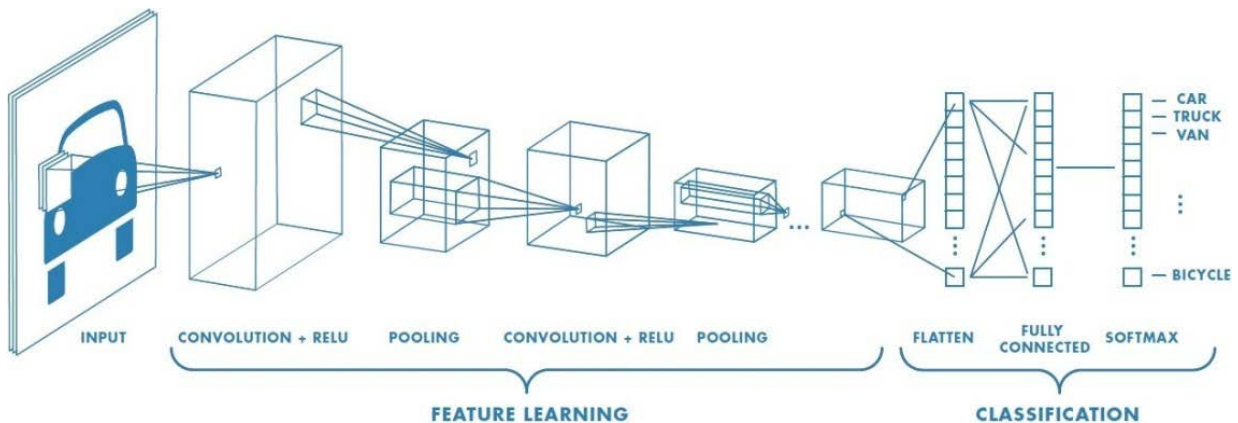 CAR
TRUCK
VAN
BICYCLE
INPUT
CONVOLUTION + RELU
POOLING
CONVOLUTION + RELU
POOLING
FLATTEN
FULLY
CONNECTED
SOFTMAX
FEATURE LEARNING
CLASSIFICATION